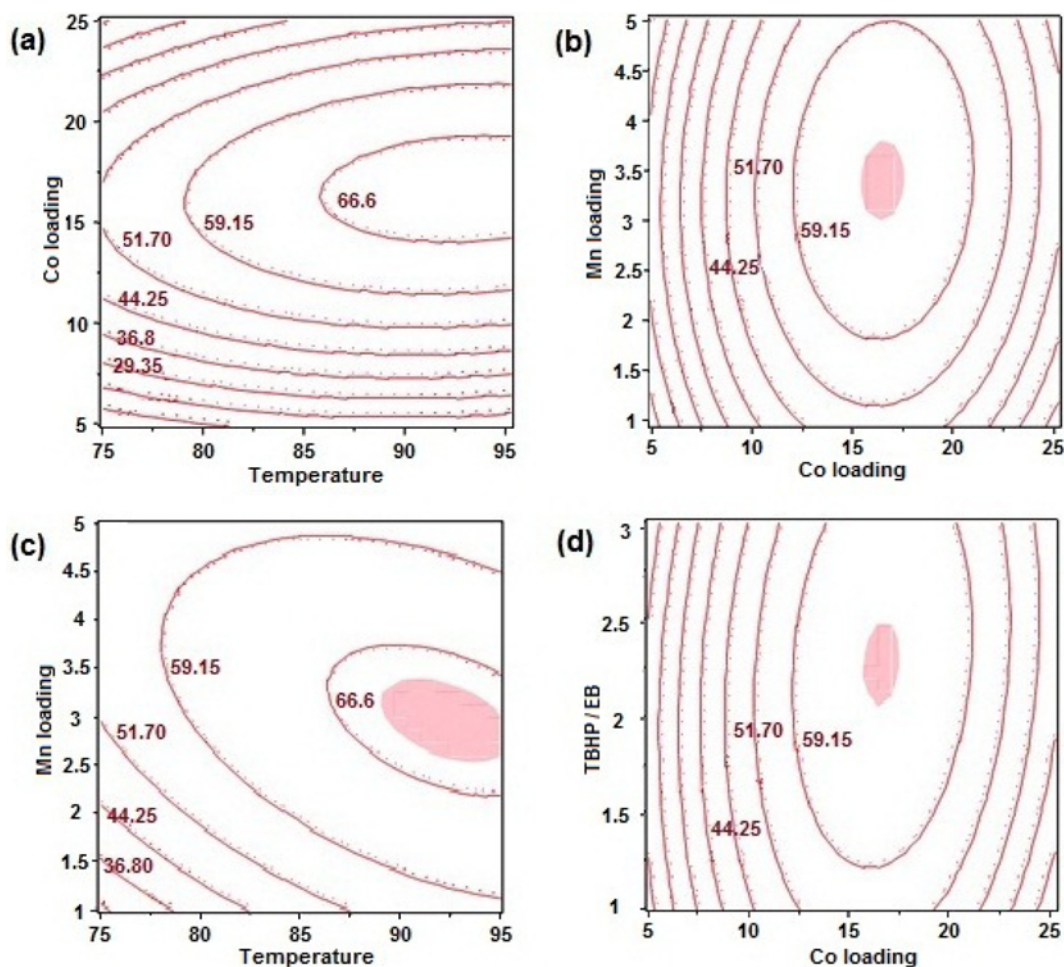 (a)
25
20
15
10
5
Co loading
66.6
59.15
51.70
44.25
36.8
29.35
75 80 85 90 95
Temperature
(b)
5
4.5
4
3.5
3
2.5
2
1.5
1
Mn loading
51.70
59.15
44.25
5 10 15 20 25
Co loading
(c)
5
4.5
4
3.5
3
2.5
2
1.5
1
Mn loading
59.15
66.6
51.70
44.25
36.80
75 80 85 90 95
Temperature
(d)
3
2.5
2
1.5
1
TBHP / EB
51.70
59.15
44.25
5 10 15 20 25
Co loading